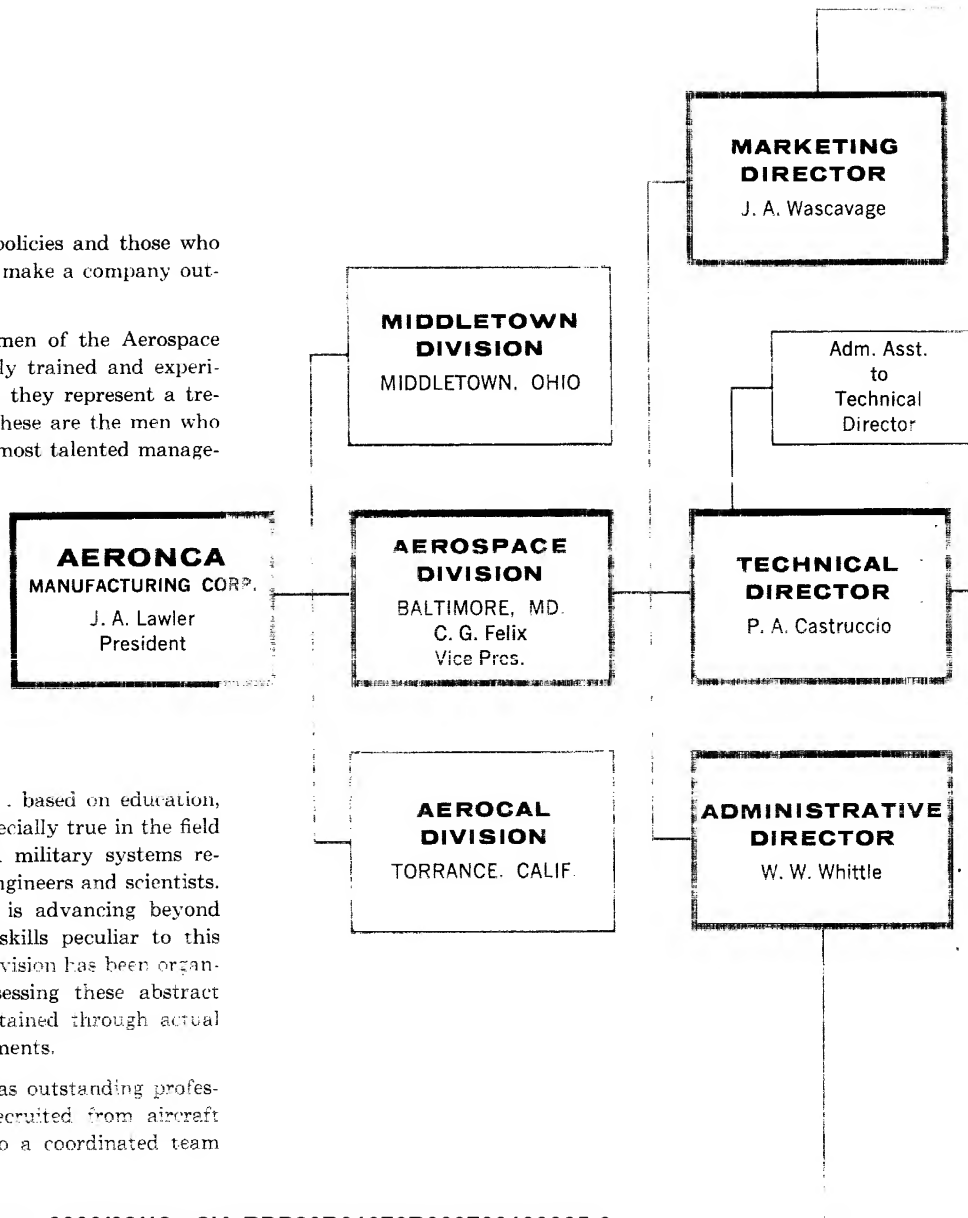 policies and those who
make a company out-
men of the Aerospace
ly trained and experi-
they represent a tre-
hese are the men who
most talented manage-
. based on education,
ecially true in the field
military systems re-
ngineers and scientists.
is advancing beyond
skills peculiar to this
vision has been organ-
sessing these abstract
tained through actual
ments.
as outstanding profes-
ecruited from aircraft
o a coordinated team
AERONCA
MANUFACTURING CORP.
J. A. Lawler
President
MIDDLETOWN
DIVISION
MIDDLETOWN, OHIO
AEROSPACE
DIVISION
BALTIMORE, MD.
C. G. Felix
Vice Pres.
AEROCAL
DIVISION
TORRANCE, CALIF.
MARKETING
DIRECTOR
J. A. Wascavage
Adm. Asst.
to
Technical
Director
TECHNICAL
DIRECTOR
P. A. Castruccio
ADMINISTRATIVE
DIRECTOR
W. W. Whittle